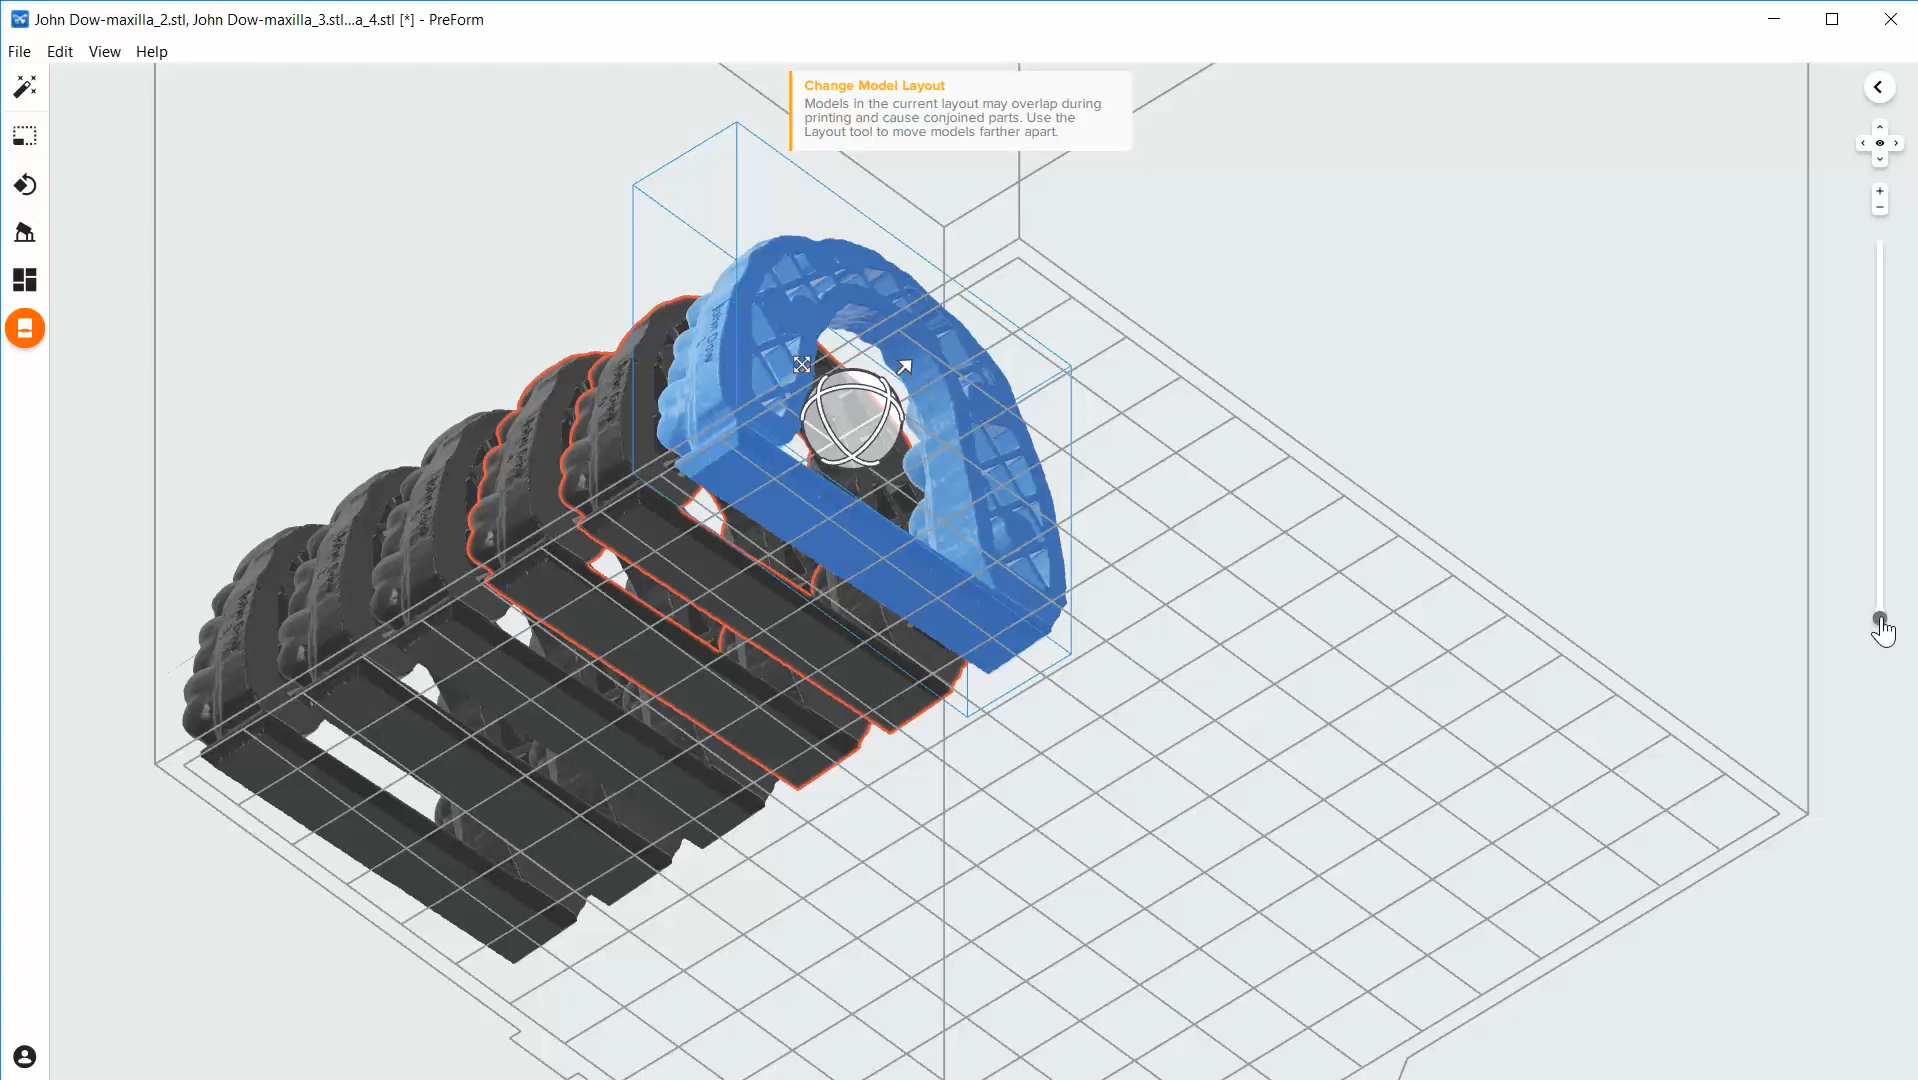 John Dow-maxilla_2.stl, John Dow-maxilla_3.stl...a_4.stl [*] - PreForm
File Edit View Help
Change Model Layout
Models in the current layout may overlap during
printing and cause conjoined parts. Use the
Layout tool to move models farther apart.